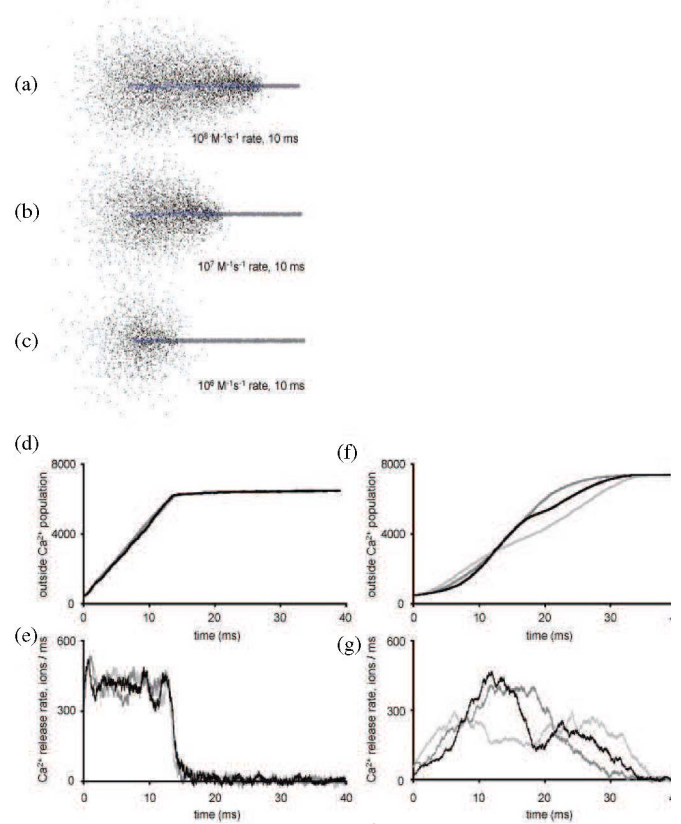 (a)
10⁸ M⁻¹s⁻¹ rate, 10 ms
(b)
10⁷ M⁻¹s⁻¹ rate, 10 ms
(c)
10⁶ M⁻¹s⁻¹ rate, 10 ms
(d)
8000
4000
0
outside Ca²⁺ population
0 10 20 30 40
time (ms)
(f)
8000
4000
0
outside Ca²⁺ population
0 10 20 30
time (ms)
(e)
600
300
0
Ca²⁺ release rate, ions / ms
0 10 20 30 40
time (ms)
(g)
600
300
0
Ca²⁺ release rate, ions / ms
0 10 20 30
time (ms)